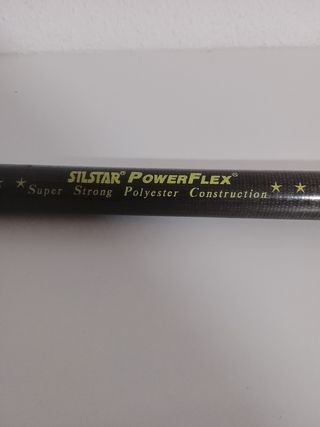 SILSTAR® POWERFLEX®
★ ★ Super Strong Polyester Construction ★ ★